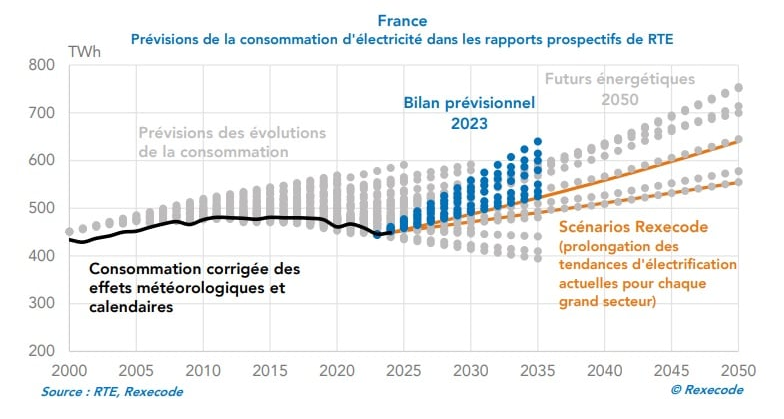 France
Prévisions de la consommation d'électricité dans les rapports prospectifs de RTE
TWh
800
700
600
500
400
300
200
Prévisions des évolutions
de la consommation
Bilan prévisionnel
2023
Futurs énergétiques
2050
Consommation corrigée des
effets météorologiques et
calendaires
Scénarios Rexecode
(prolongation des
tendances d'électrification
actuelles pour chaque
grand secteur)
2000 2005 2010 2015 2020 2025 2030 2035 2040 2045 2050
Source : RTE, Rexecode
© Rexecode